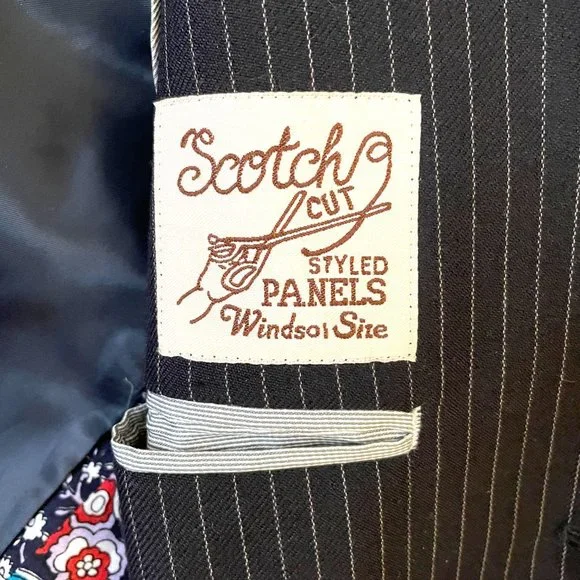 Scotch
CUT
STYLED
PANELS
Windsor Size